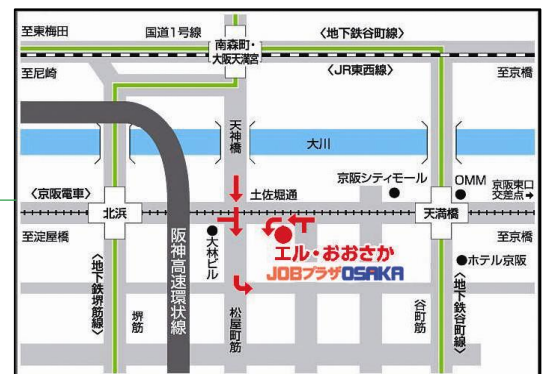 至東梅田
国道1号線
南森町・
大阪天満宮
〈地下鉄谷町線〉
至尼崎
〈JR東西線〉
至京橋
天神橋
大川
京阪シティモール
OMM
京阪東口
交差点➡
〈京阪電車〉
北浜
土佐堀通
天満橋
至淀屋橋
大林ビル
エル・おおさか
JOBプラザOSAKA
至京橋
ホテル京阪
阪神高速環状線
〈地下鉄堺筋線〉
堺筋
松屋町筋
谷町筋
〈地下鉄谷町線〉